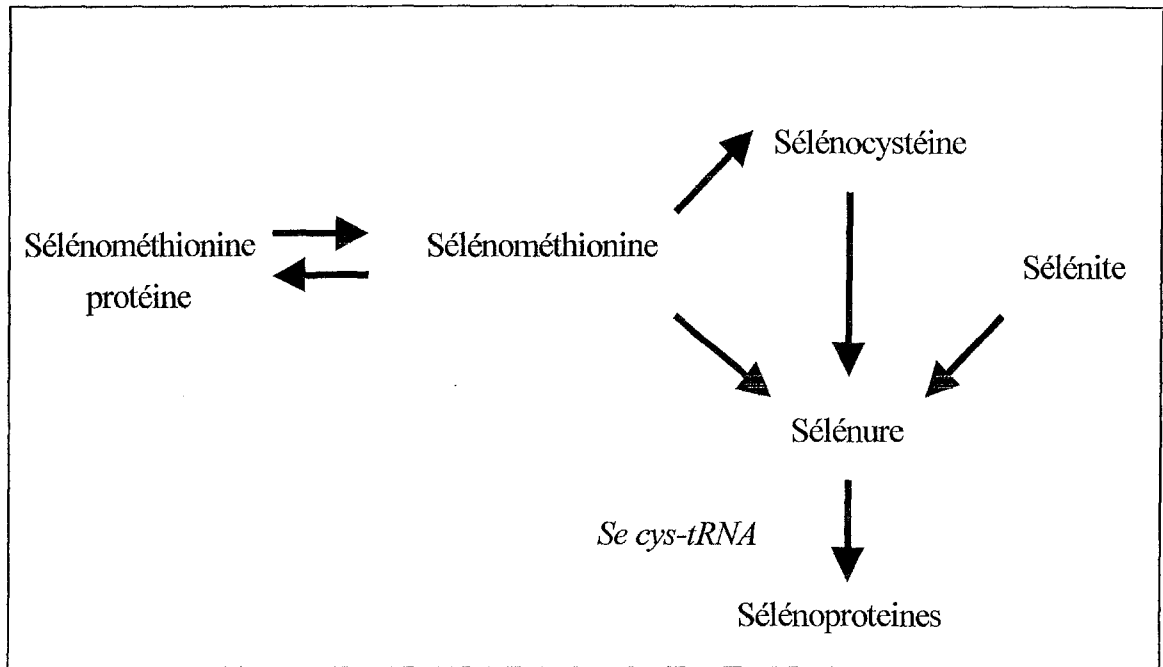 Sélénocystéine
Sélénométhionine
protéine
Sélénométhionine
Sélénite
Sélénure
Se cys-tRNA
Sélénoproteines